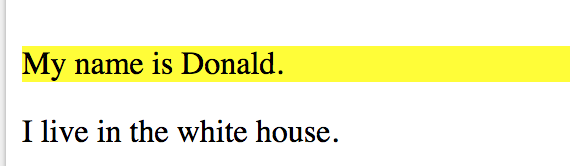 My name is Donald.
I live in the white house.